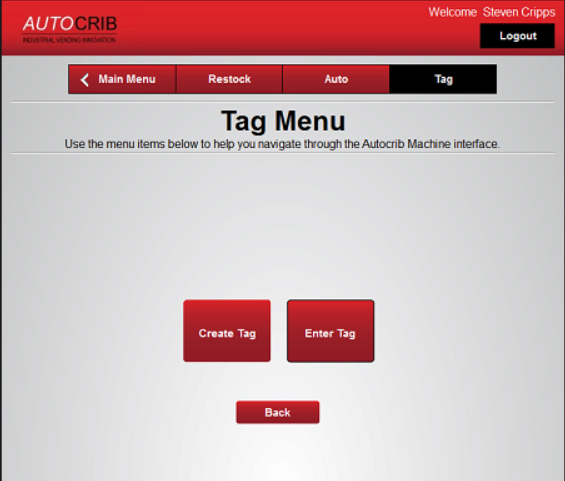 Welcome Steven Cripps
AUTOCRIB
INDUSTRIAL VENDING INNOVATION
Logout
Main Menu Restock Auto Tag
Tag Menu
Use the menu items below to help you navigate through the Autocrib Machine interface.
Create Tag Enter Tag
Back